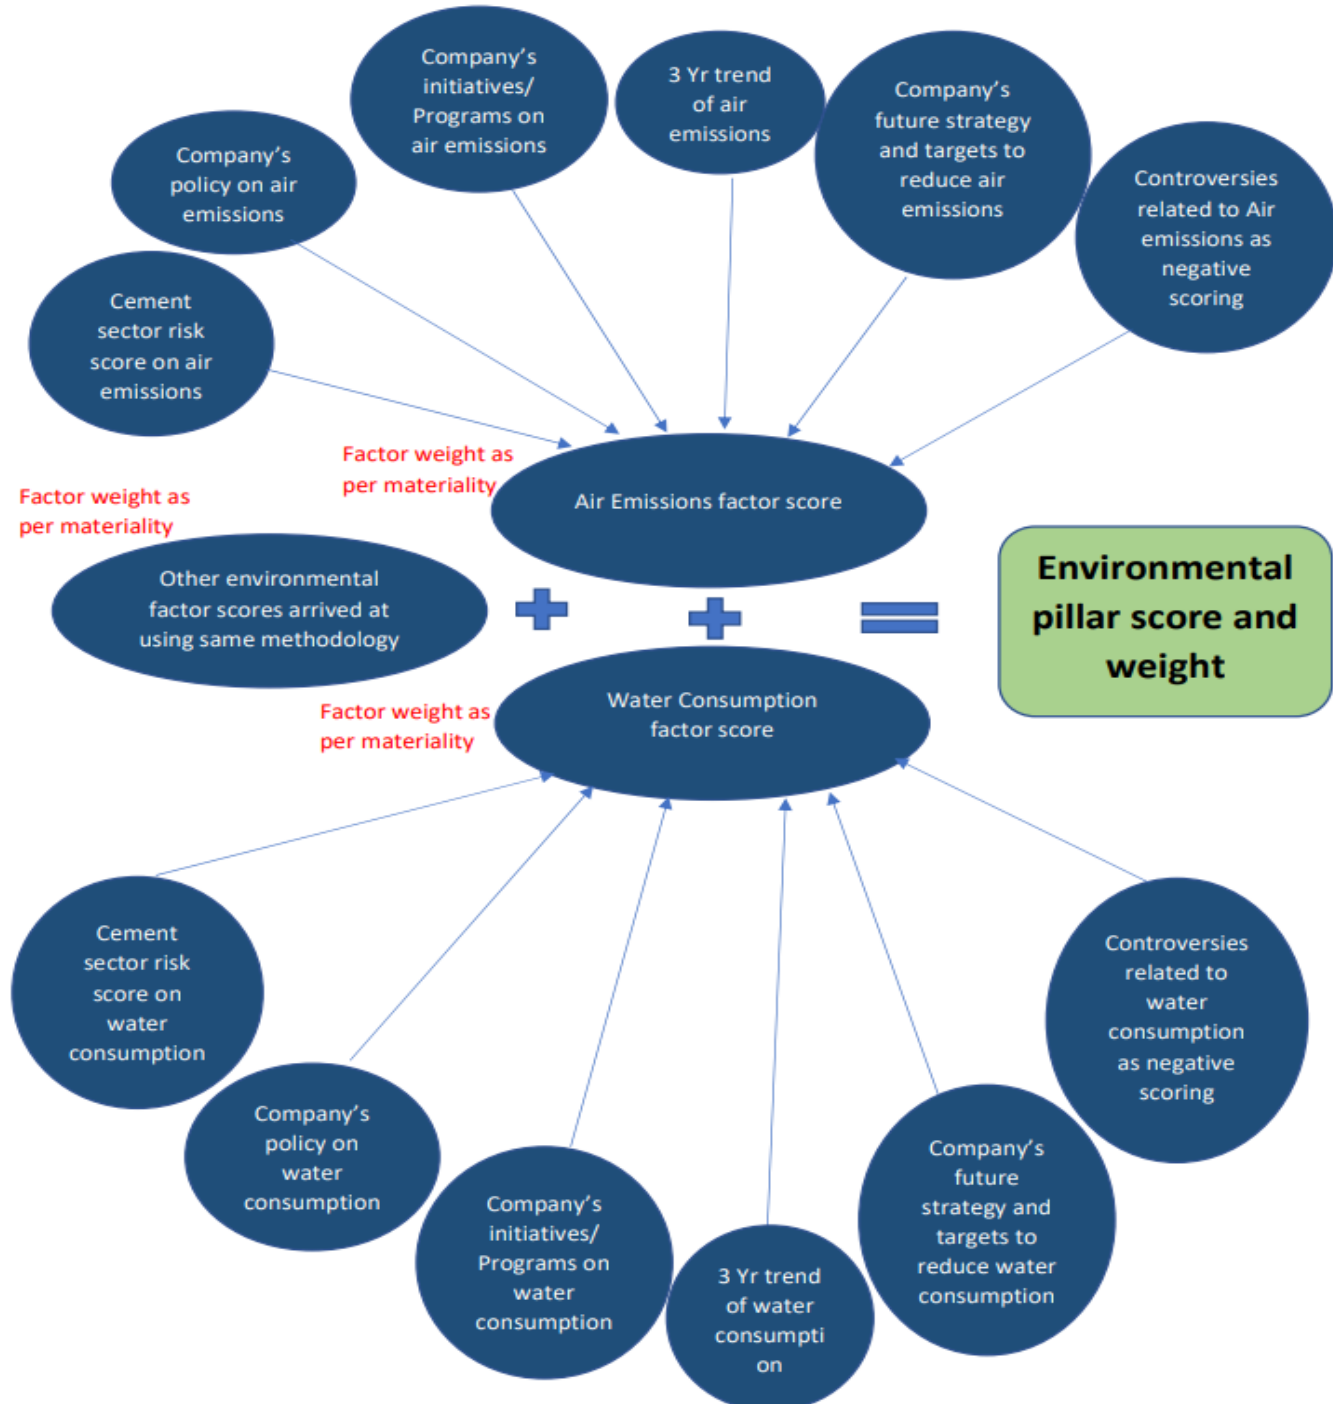 Company's
initiatives/
Programs on
air emissions
3 Yr trend
of air
emissions
Company's
future strategy
and targets to
reduce air
emissions
Company's
policy on air
emissions
Controversies
related to Air
emissions as
negative
scoring
Cement
sector risk
score on air
emissions
Factor weight as
per materiality
Air Emissions factor score
Factor weight as
per materiality
Other environmental
factor scores arrived at
using same methodology
Environmental
pillar score and
weight
Factor weight as
per materiality
Water Consumption
factor score
Cement
sector risk
score on
water
consumption
Company's
policy on
water
consumption
Company's
initiatives/
Programs on
water
consumption
3 Yr trend
of water
consumpti
on
Company's
future
strategy and
targets to
reduce water
consumption
Controversies
related to
water
consumption
as negative
scoring